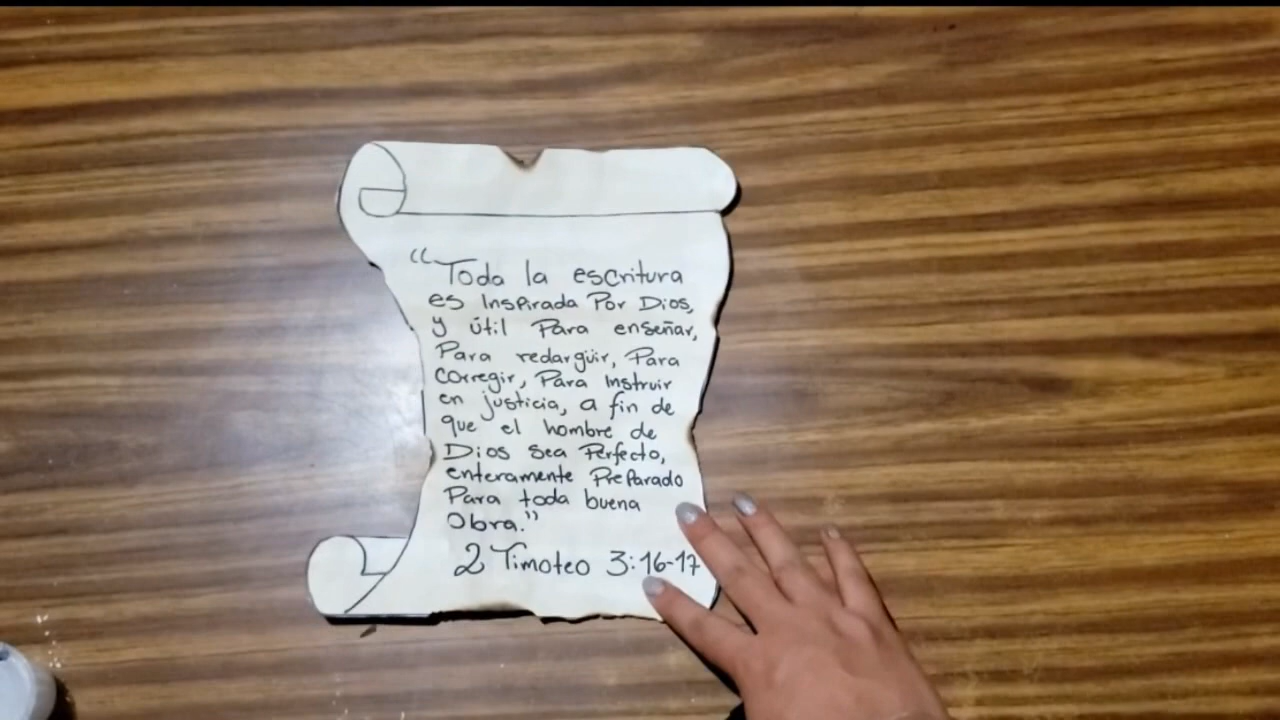 “Toda la escritura
es Inspirada Por Dios,
y útil Para enseñar,
Para redargüir, Para
corregir, Para Instruir
en justicia, a fin de
que el hombre de
Dios sea Perfecto,
enteramente Preparado
Para toda buena
Obra.”
2 Timoteo 3:16-17